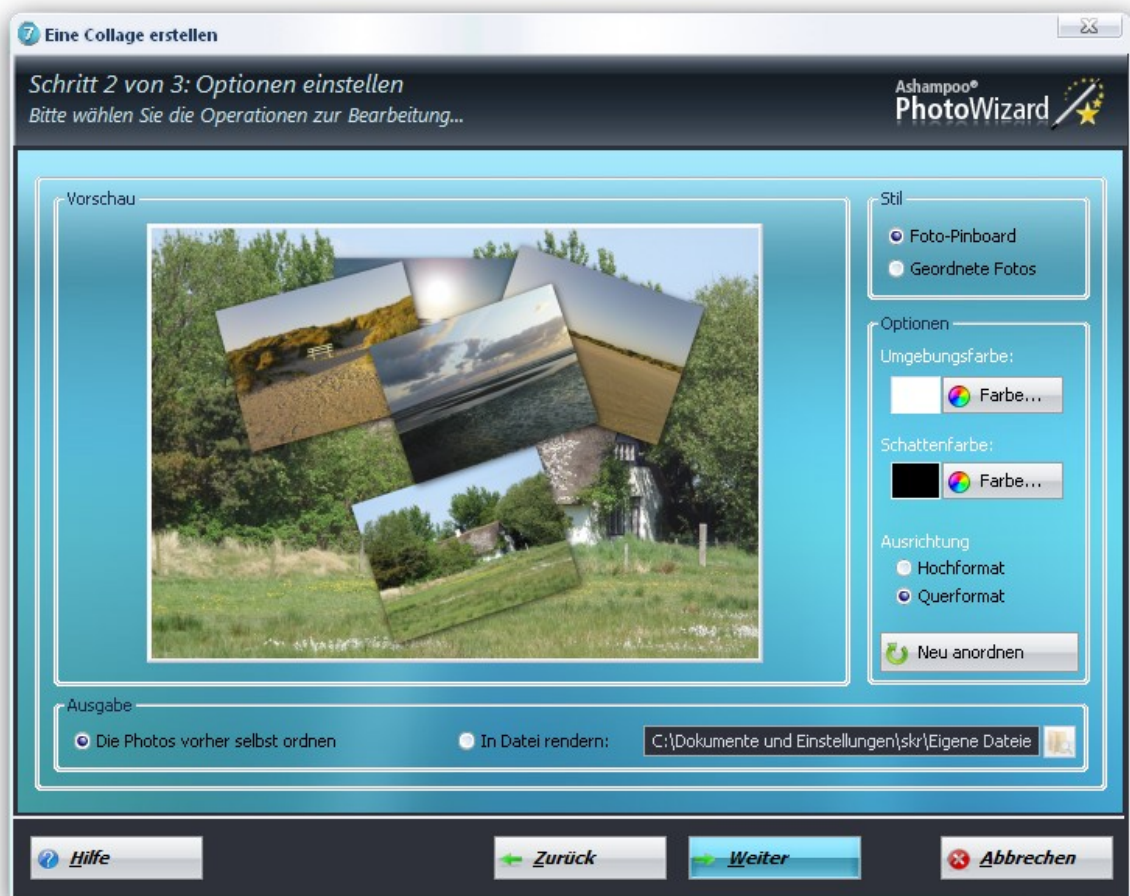 Eine Collage erstellen
Schritt 2 von 3: Optionen einstellen
Bitte wählen Sie die Operationen zur Bearbeitung...
Ashampoo®
PhotoWizard
Vorschau
Stil
Foto-Pinboard
Geordnete Fotos
Optionen
Umgebungsfarbe:
Farbe...
Schattenfarbe:
Farbe...
Ausrichtung
Hochformat
Querformat
Neu anordnen
Ausgabe
Die Photos vorher selbst ordnen
In Datei rendern:
C:\Dokumente und Einstellungen\skr\Eigene Dateie
Hilfe
Zurück
Weiter
Abbrechen